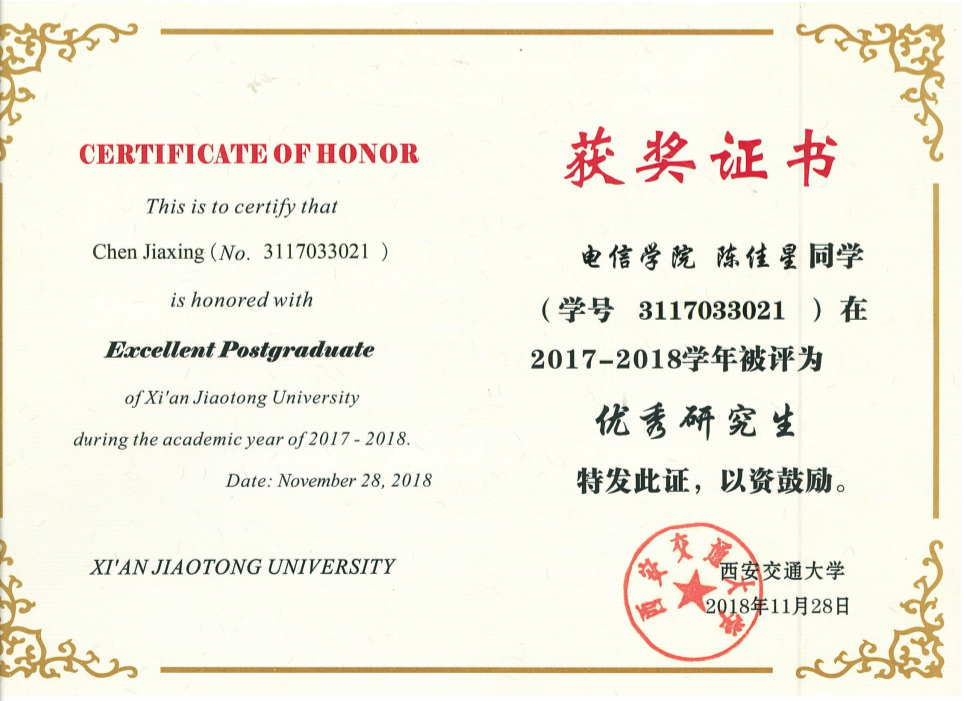 CERTIFICATE OF HONOR
This is to certify that
Chen Jiaxing (No. 3117033021 )
is honored with
Excellent Postgraduate
of Xi'an Jiaotong University
during the academic year of 2017 - 2018.
Date: November 28, 2018
XI'AN JIAOTONG UNIVERSITY
获奖证书
电信学院 陈佳星同学
（学号 3117033021 ）在
2017-2018学年被评为
优秀研究生
特发此证，以资鼓励。
西安交通大学
西安交通大学
2018年11月28日